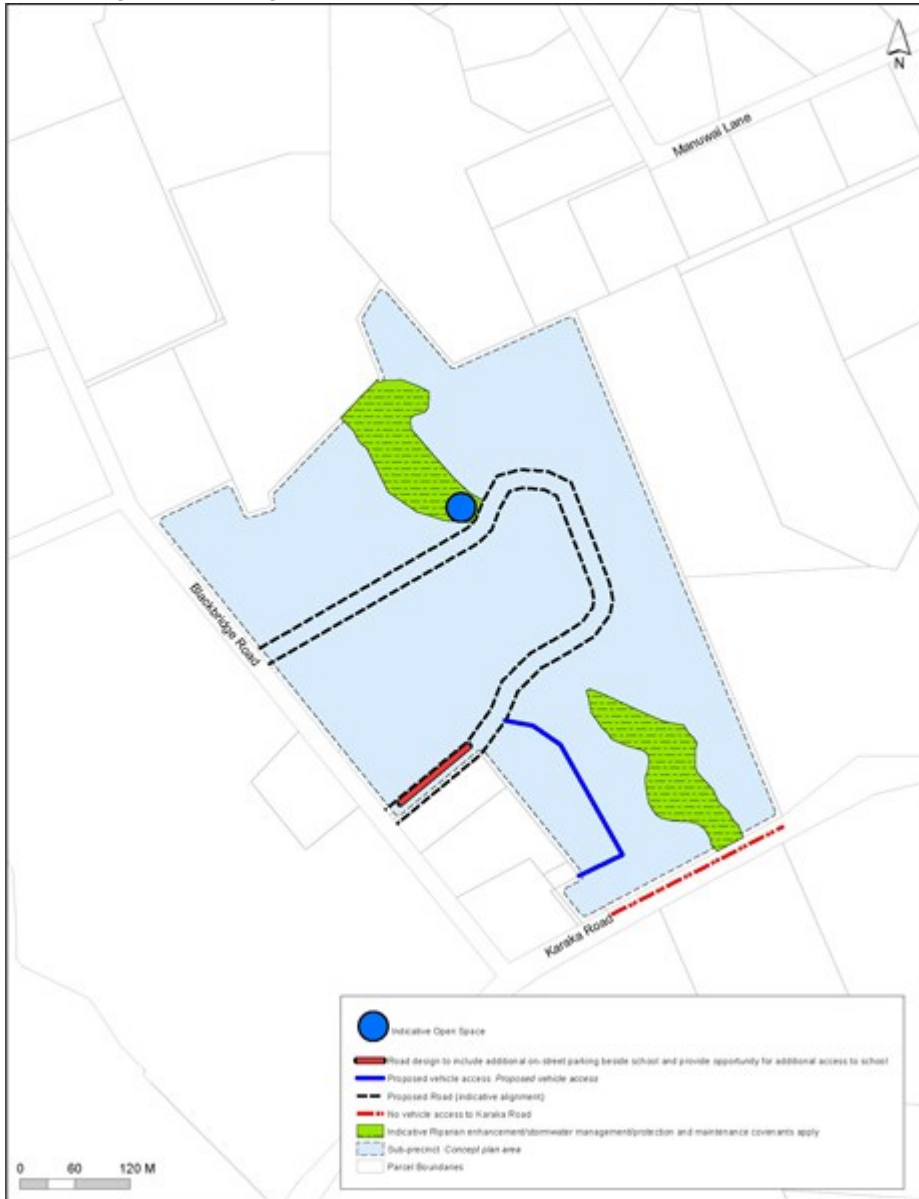 N
Manuwai Lane
Blackbridge Road
Karaka Road
Indicative Open Space
Road design to include additional on-street parking beside school and provide opportunity for additional access to school
Proposed vehicle access Proposed vehicle access
Proposed Road (indicative alignment)
No vehicle access to Karaka Road
Indicative Riparian enhancement/stormwater management/protection and maintenance covenants apply
Sub-precinct Concept plan area
Parcel Boundaries
0 60 120 M